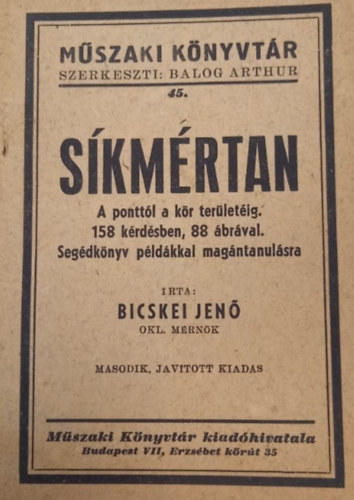 MŰSZAKI KÖNYVTÁR
SZERKESZTI: BALOG ARTHUR
45.
SÍKMÉRTAN
A ponttól a kör területéig.
158 kérdésben, 88 ábrával.
Segédkönyv példákkal magántanulásra
IRTA:
BICSKEI JENŐ
OKL. MÉRNÖK
MASODIK, JAVITOTT KIADAS
Műszaki Könyvtár kiadóhivatala
Budapest VII, Erzsébet körút 35